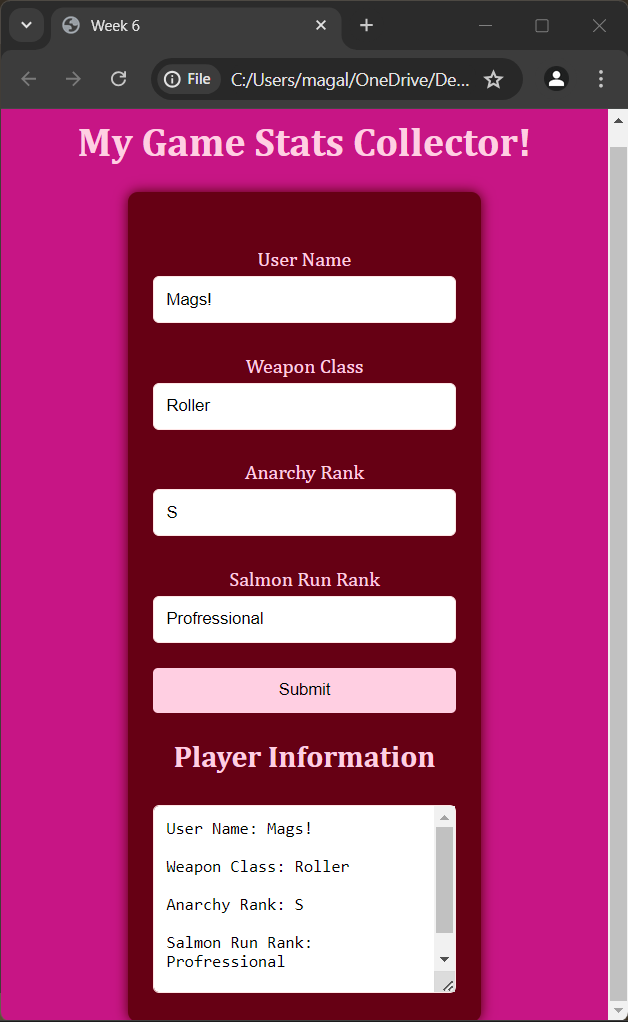 Week 6
File C:/Users/magal/OneDrive/De...
My Game Stats Collector!
User Name
Mags!
Weapon Class
Roller
Anarchy Rank
S
Salmon Run Rank
Profressional
Submit
Player Information
User Name: Mags!
Weapon Class: Roller
Anarchy Rank: S
Salmon Run Rank:
Profressional